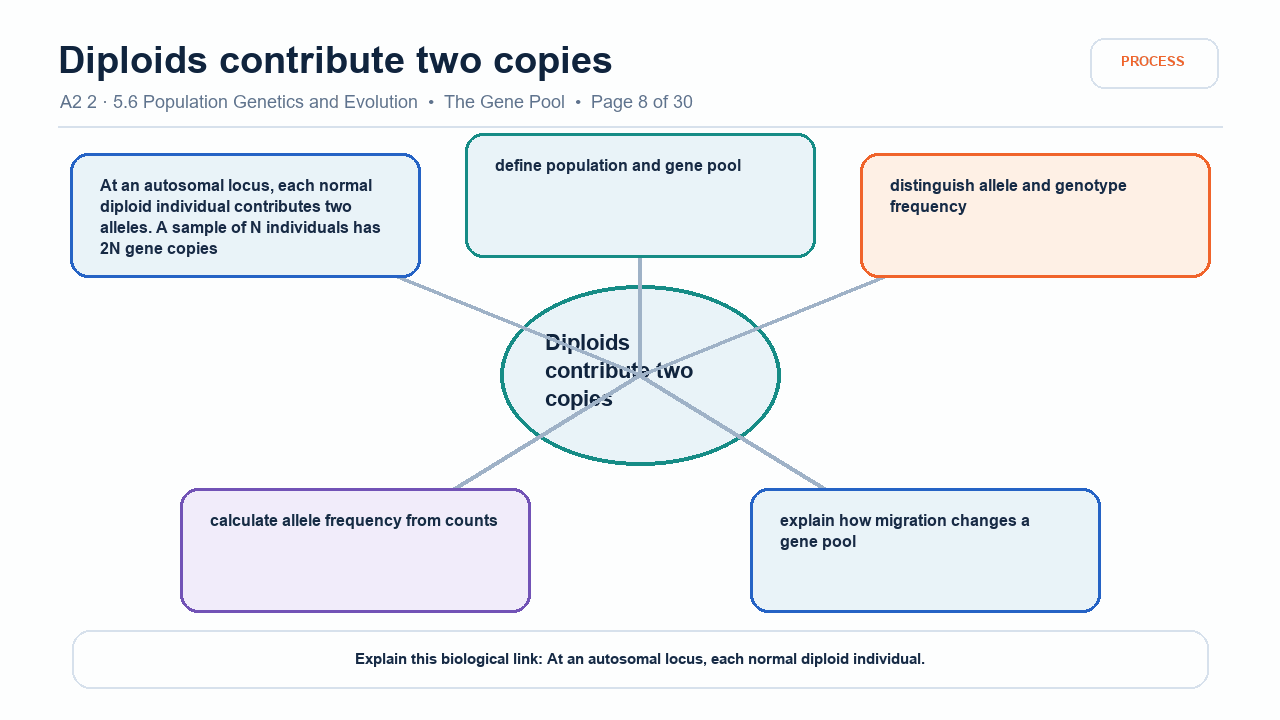 Diploids contribute two copies
PROCESS
A2 2 · 5.6 Population Genetics and Evolution • The Gene Pool • Page 8 of 30
At an autosomal locus, each normal
diploid individual contributes two
alleles. A sample of N individuals has
2N gene copies
define population and gene pool
distinguish allele and genotype
frequency
Diploids
contribute two
copies
calculate allele frequency from counts
explain how migration changes a
gene pool
Explain this biological link: At an autosomal locus, each normal diploid individual.